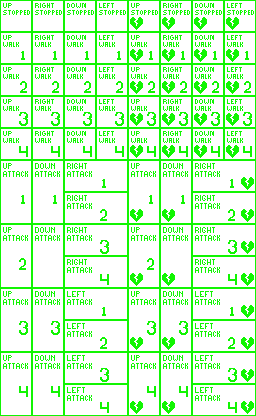 UP RIGHT DOWN LEFT UP RIGHT DOWN LEFT
STOPPED STOPPED STOPPED STOPPED STOPPED STOPPED STOPPED STOPPED
UP RIGHT DOWN LEFT UP RIGHT DOWN LEFT
WALK WALK WALK WALK WALK WALK WALK WALK
1 1 1 1 1 1 1 1
UP RIGHT DOWN LEFT UP RIGHT DOWN LEFT
WALK WALK WALK WALK WALK WALK WALK WALK
2 2 2 2 2 2 2 2
UP RIGHT DOWN LEFT UP RIGHT DOWN LEFT
WALK WALK WALK WALK WALK WALK WALK WALK
3 3 3 3 3 3 3 3
UP RIGHT DOWN LEFT UP RIGHT DOWN LEFT
WALK WALK WALK WALK WALK WALK WALK WALK
4 4 4 4 4 4 4 4
UP DOWN RIGHT UP DOWN RIGHT
ATTACK ATTACK ATTACK ATTACK ATTACK ATTACK
1 1
RIGHT RIGHT
1 1 ATTACK 1 1 ATTACK
2 2
UP DOWN RIGHT UP DOWN RIGHT
ATTACK ATTACK ATTACK ATTACK ATTACK ATTACK
3 3
RIGHT RIGHT
2 ATTACK 2 ATTACK
4 4
UP DOWN LEFT UP DOWN LEFT
ATTACK ATTACK ATTACK ATTACK ATTACK ATTACK
1 1
LEFT LEFT
3 3 ATTACK 3 3 ATTACK
2 2
UP DOWN LEFT UP DOWN LEFT
ATTACK ATTACK ATTACK ATTACK ATTACK ATTACK
3 3
LEFT LEFT
4 4 ATTACK 4 4 ATTACK
4 4